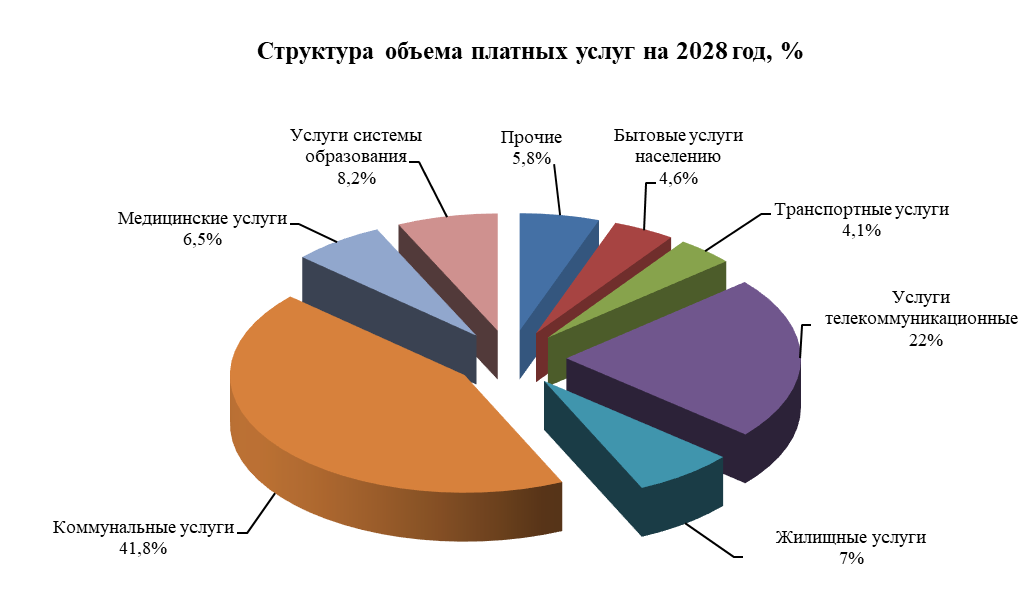 Структура объема платных услуг на 2028 год, %
Услуги системы
образования
8,2%
Прочие
5,8%
Бытовые услуги
населению
4,6%
Медицинские услуги
6,5%
Транспортные услуги
4,1%
Услуги
телекоммуникационные
22%
Коммунальные услуги
41,8%
Жилищные услуги
7%